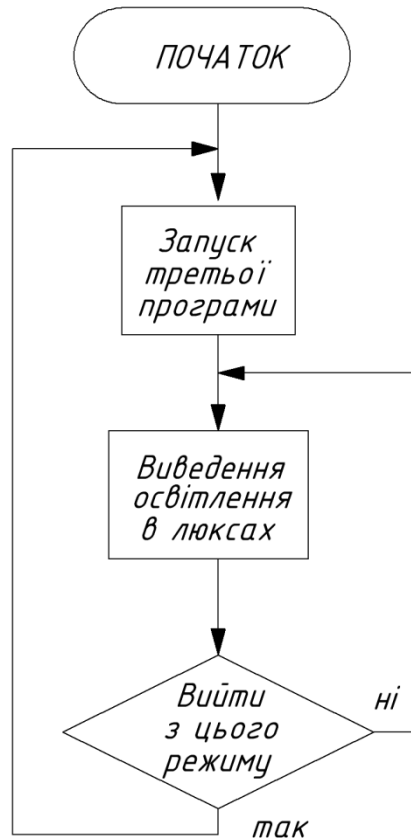 ПОЧАТОК
Запуск
третьої
програми
Виведення
освітлення
в люксах
Вийти
з цього
режиму
ні
так